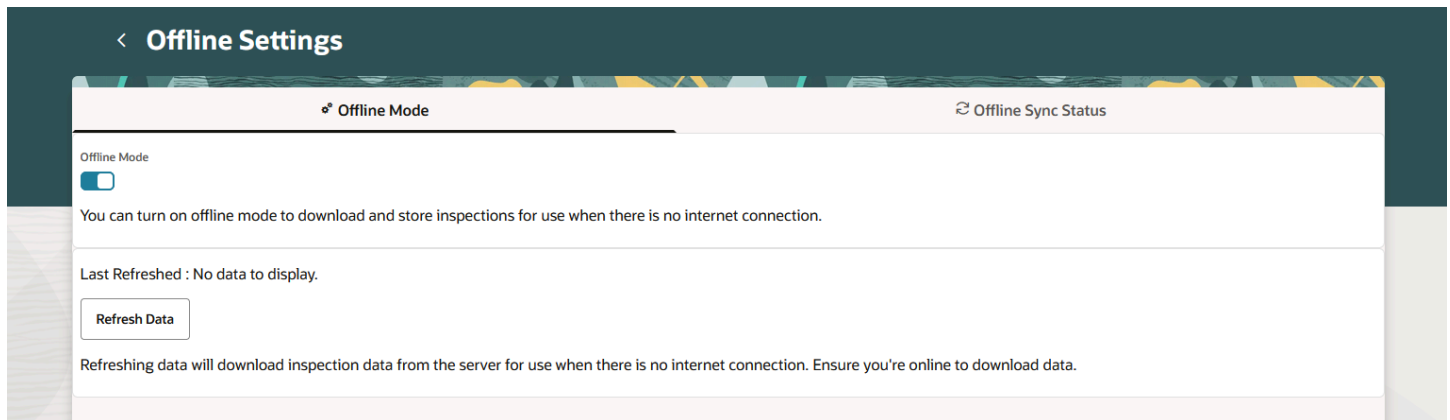 Offline Settings
Offline Mode
Offline Sync Status
Offline Mode
You can turn on offline mode to download and store inspections for use when there is no internet connection.
Last Refreshed : No data to display.
Refresh Data
Refreshing data will download inspection data from the server for use when there is no internet connection. Ensure you're online to download data.